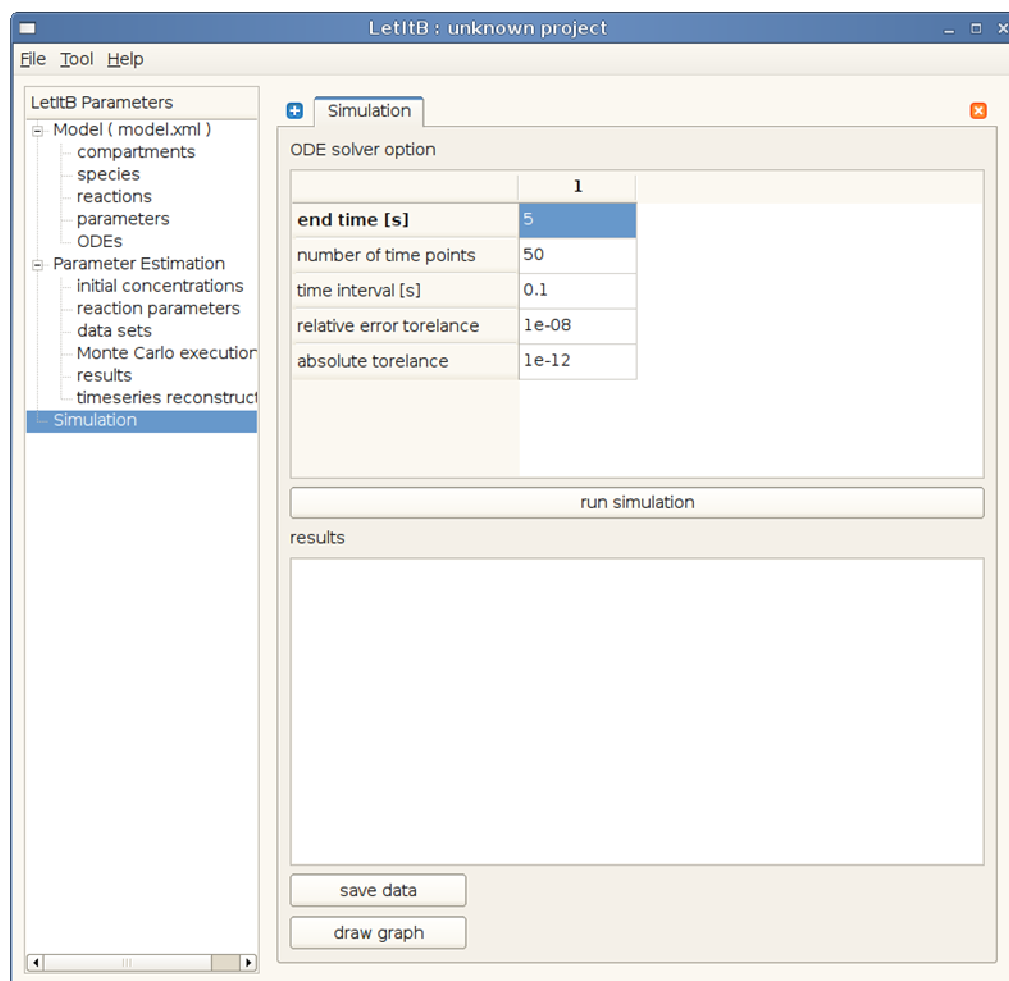 LetItB : unknown project
File Tool Help
LetItB Parameters
Model ( model.xml )
compartments
species
reactions
parameters
ODEs
Parameter Estimation
initial concentrations
reaction parameters
data sets
Monte Carlo execution
results
timeseries reconstruct
Simulation
Simulation
ODE solver option
1
end time [s] 5
number of time points 50
time interval [s] 0.1
relative error torelance 1e-08
absolute torelance 1e-12
run simulation
results
save data
draw graph